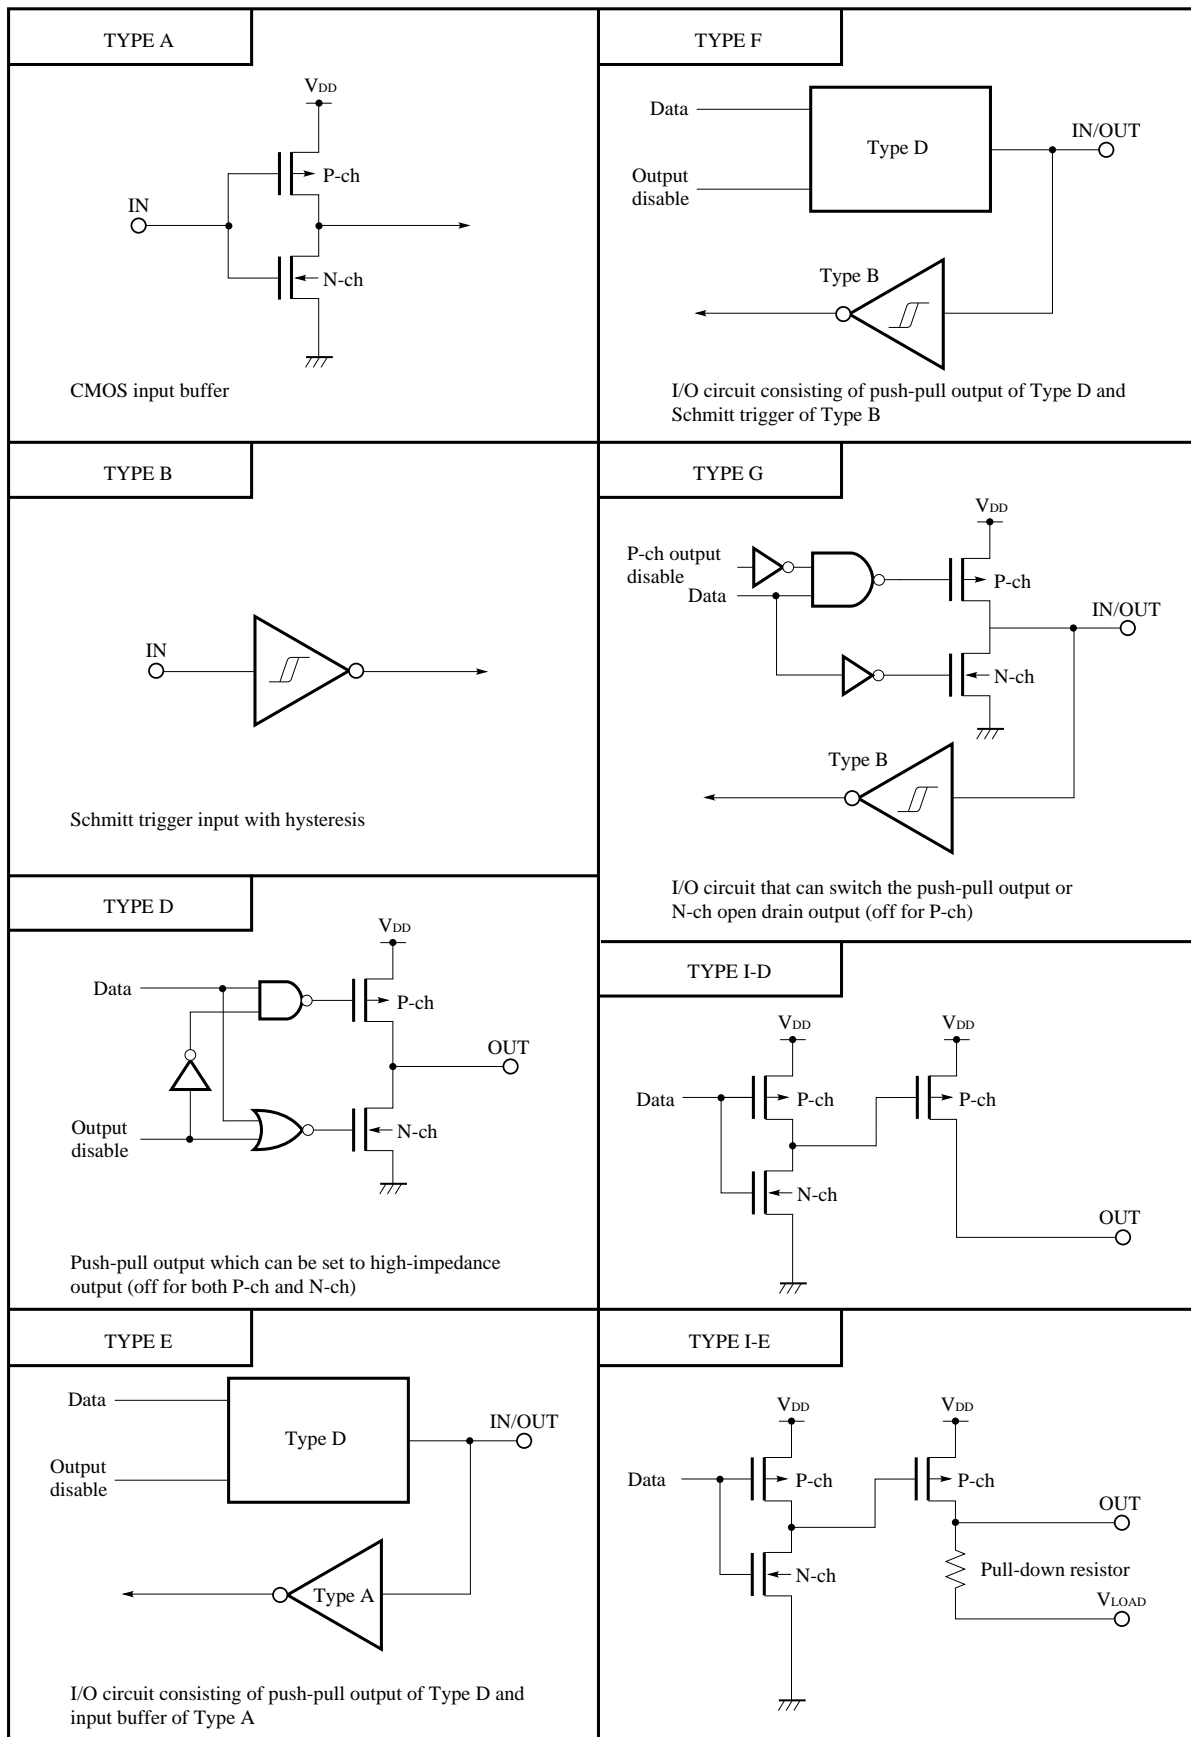 TYPE A
VDD
P-ch
IN
N-ch
CMOS input buffer
TYPE B
IN
Schmitt trigger input with hysteresis
TYPE D
VDD
Data
P-ch
OUT
Output
disable
N-ch
Push-pull output which can be set to high-impedance
output (off for both P-ch and N-ch)
TYPE E
Data
Type D
IN/OUT
Output
disable
Type A
I/O circuit consisting of push-pull output of Type D and
input buffer of Type A
TYPE F
Data
Type D
IN/OUT
Output
disable
Type B
I/O circuit consisting of push-pull output of Type D and
Schmitt trigger of Type B
TYPE G
VDD
P-ch output
disable
P-ch
Data
IN/OUT
N-ch
Type B
I/O circuit that can switch the push-pull output or
N-ch open drain output (off for P-ch)
TYPE I-D
VDD
VDD
Data
P-ch
P-ch
N-ch
OUT
TYPE I-E
VDD
VDD
Data
P-ch
P-ch
OUT
N-ch
Pull-down resistor
VLOAD